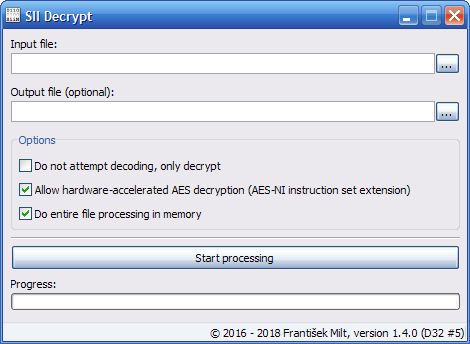 SII Decrypt
Input file:
...
Output file (optional):
...
Options
Do not attempt decoding, only decrypt
Allow hardware-accelerated AES decryption (AES-NI instruction set extension)
Do entire file processing in memory
Start processing
Progress:
© 2016 - 2018 František Milt, version 1.4.0 (D32 #5)